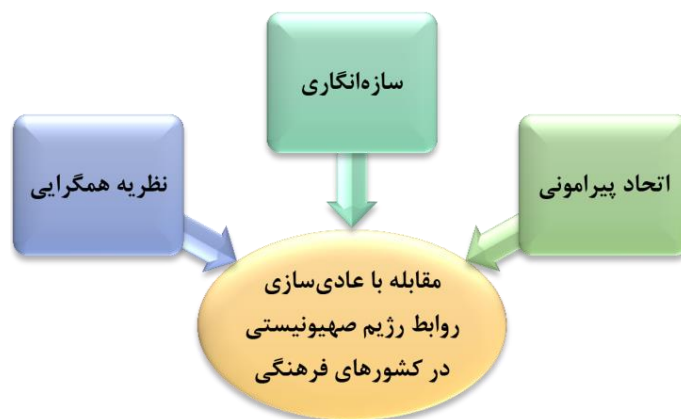 سازه‌انگاری
نظریه همگرایی
اتحاد پیرامونی
مقابله با عادی‌سازی
روابط رژیم صهیونیستی
در کشورهای فرهنگی